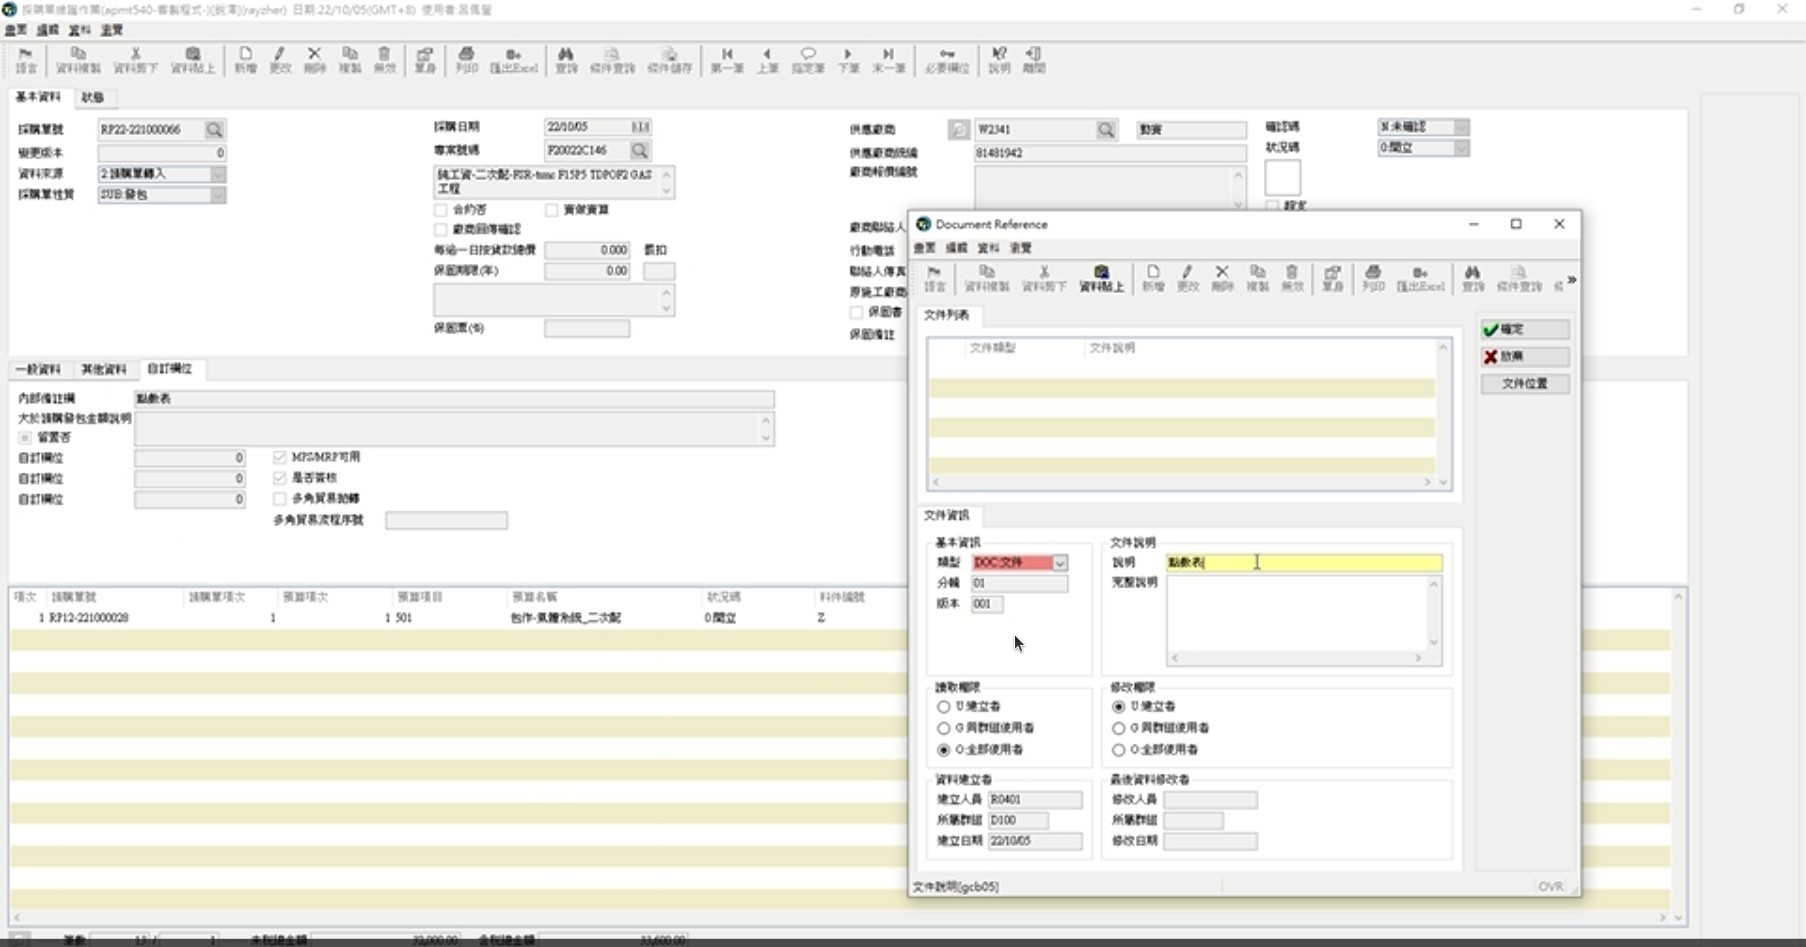 採購單維護作業(apmt540-客製程式-)(銳澤)(rayzher) 日期:22/10/05(GMT+8) 使用者:呂佩螢
畫面 編輯 資料 瀏覽
語言 資料複製 資料剪下 資料貼上 新增 更改 刪除 複製 無效 單身 列印 匯出Excel 查詢 條件查詢 條件儲存 第一筆 上筆 指定筆 下筆 末一筆 必要欄位 說明 離開
基本資料 狀態
採購單號 RP22-221000066 採購日期 22/10/05 供應廠商 W2341 勤實 確認碼 N:未確認
變更版本 0 專案號碼 F20022C146 供應廠商統編 81481942 狀況碼 0:開立
資料來源 2:請購單轉入 純工資-二次配-FSR-tune F15P5 TDPOF2 GAS 廠商報價編號
工程
採購單性質 SUB:發包
合約否 實做實算
廠商回傳確認 廠商聯絡人
每逾一日按貨款總價 0.000 罰扣 行動電話
保固期限(年) 0.00 聯絡人傳真
原施工廠商
保固書
保固票(%) 保固備註
一般資料 其他資料 自訂欄位
內部備註欄 點數表
大於請購發包金額說明
留置否
自訂欄位 0 MPS/MRP可用
自訂欄位 0 是否簽核
自訂欄位 0 多角貿易拋轉
多角貿易流程序號
項次 請購單號 請購單項次 預算項次 預算項目 預算名稱 狀況碼 料件編號
1 RP12-221000028 1 1 501 包作-氣體系統_二次配 0:開立 Z
筆數 13 / 1 未稅總金額 32,000.00 含稅總金額 33,600.00
Document Reference
畫面 編輯 資料 瀏覽
語言 資料複製 資料剪下 資料貼上 新增 更改 刪除 複製 無效 單身 列印 匯出Excel 查詢 條件查詢
文件列表
文件類型 文件說明
確定
放棄
文件位置
文件資訊
基本資訊 文件說明
類型 DOC:文件 說明 點數表
分輯 01 完整說明
版本 001
讀取權限 修改權限
U:建立者 U:建立者
G:同群組使用者 G:同群組使用者
O:全部使用者 O:全部使用者
資料建立者 最後資料修改者
建立人員 R0401 修改人員
所屬群組 D100 所屬群組
建立日期 22/10/05 修改日期
文件說明[gcb05] OVR